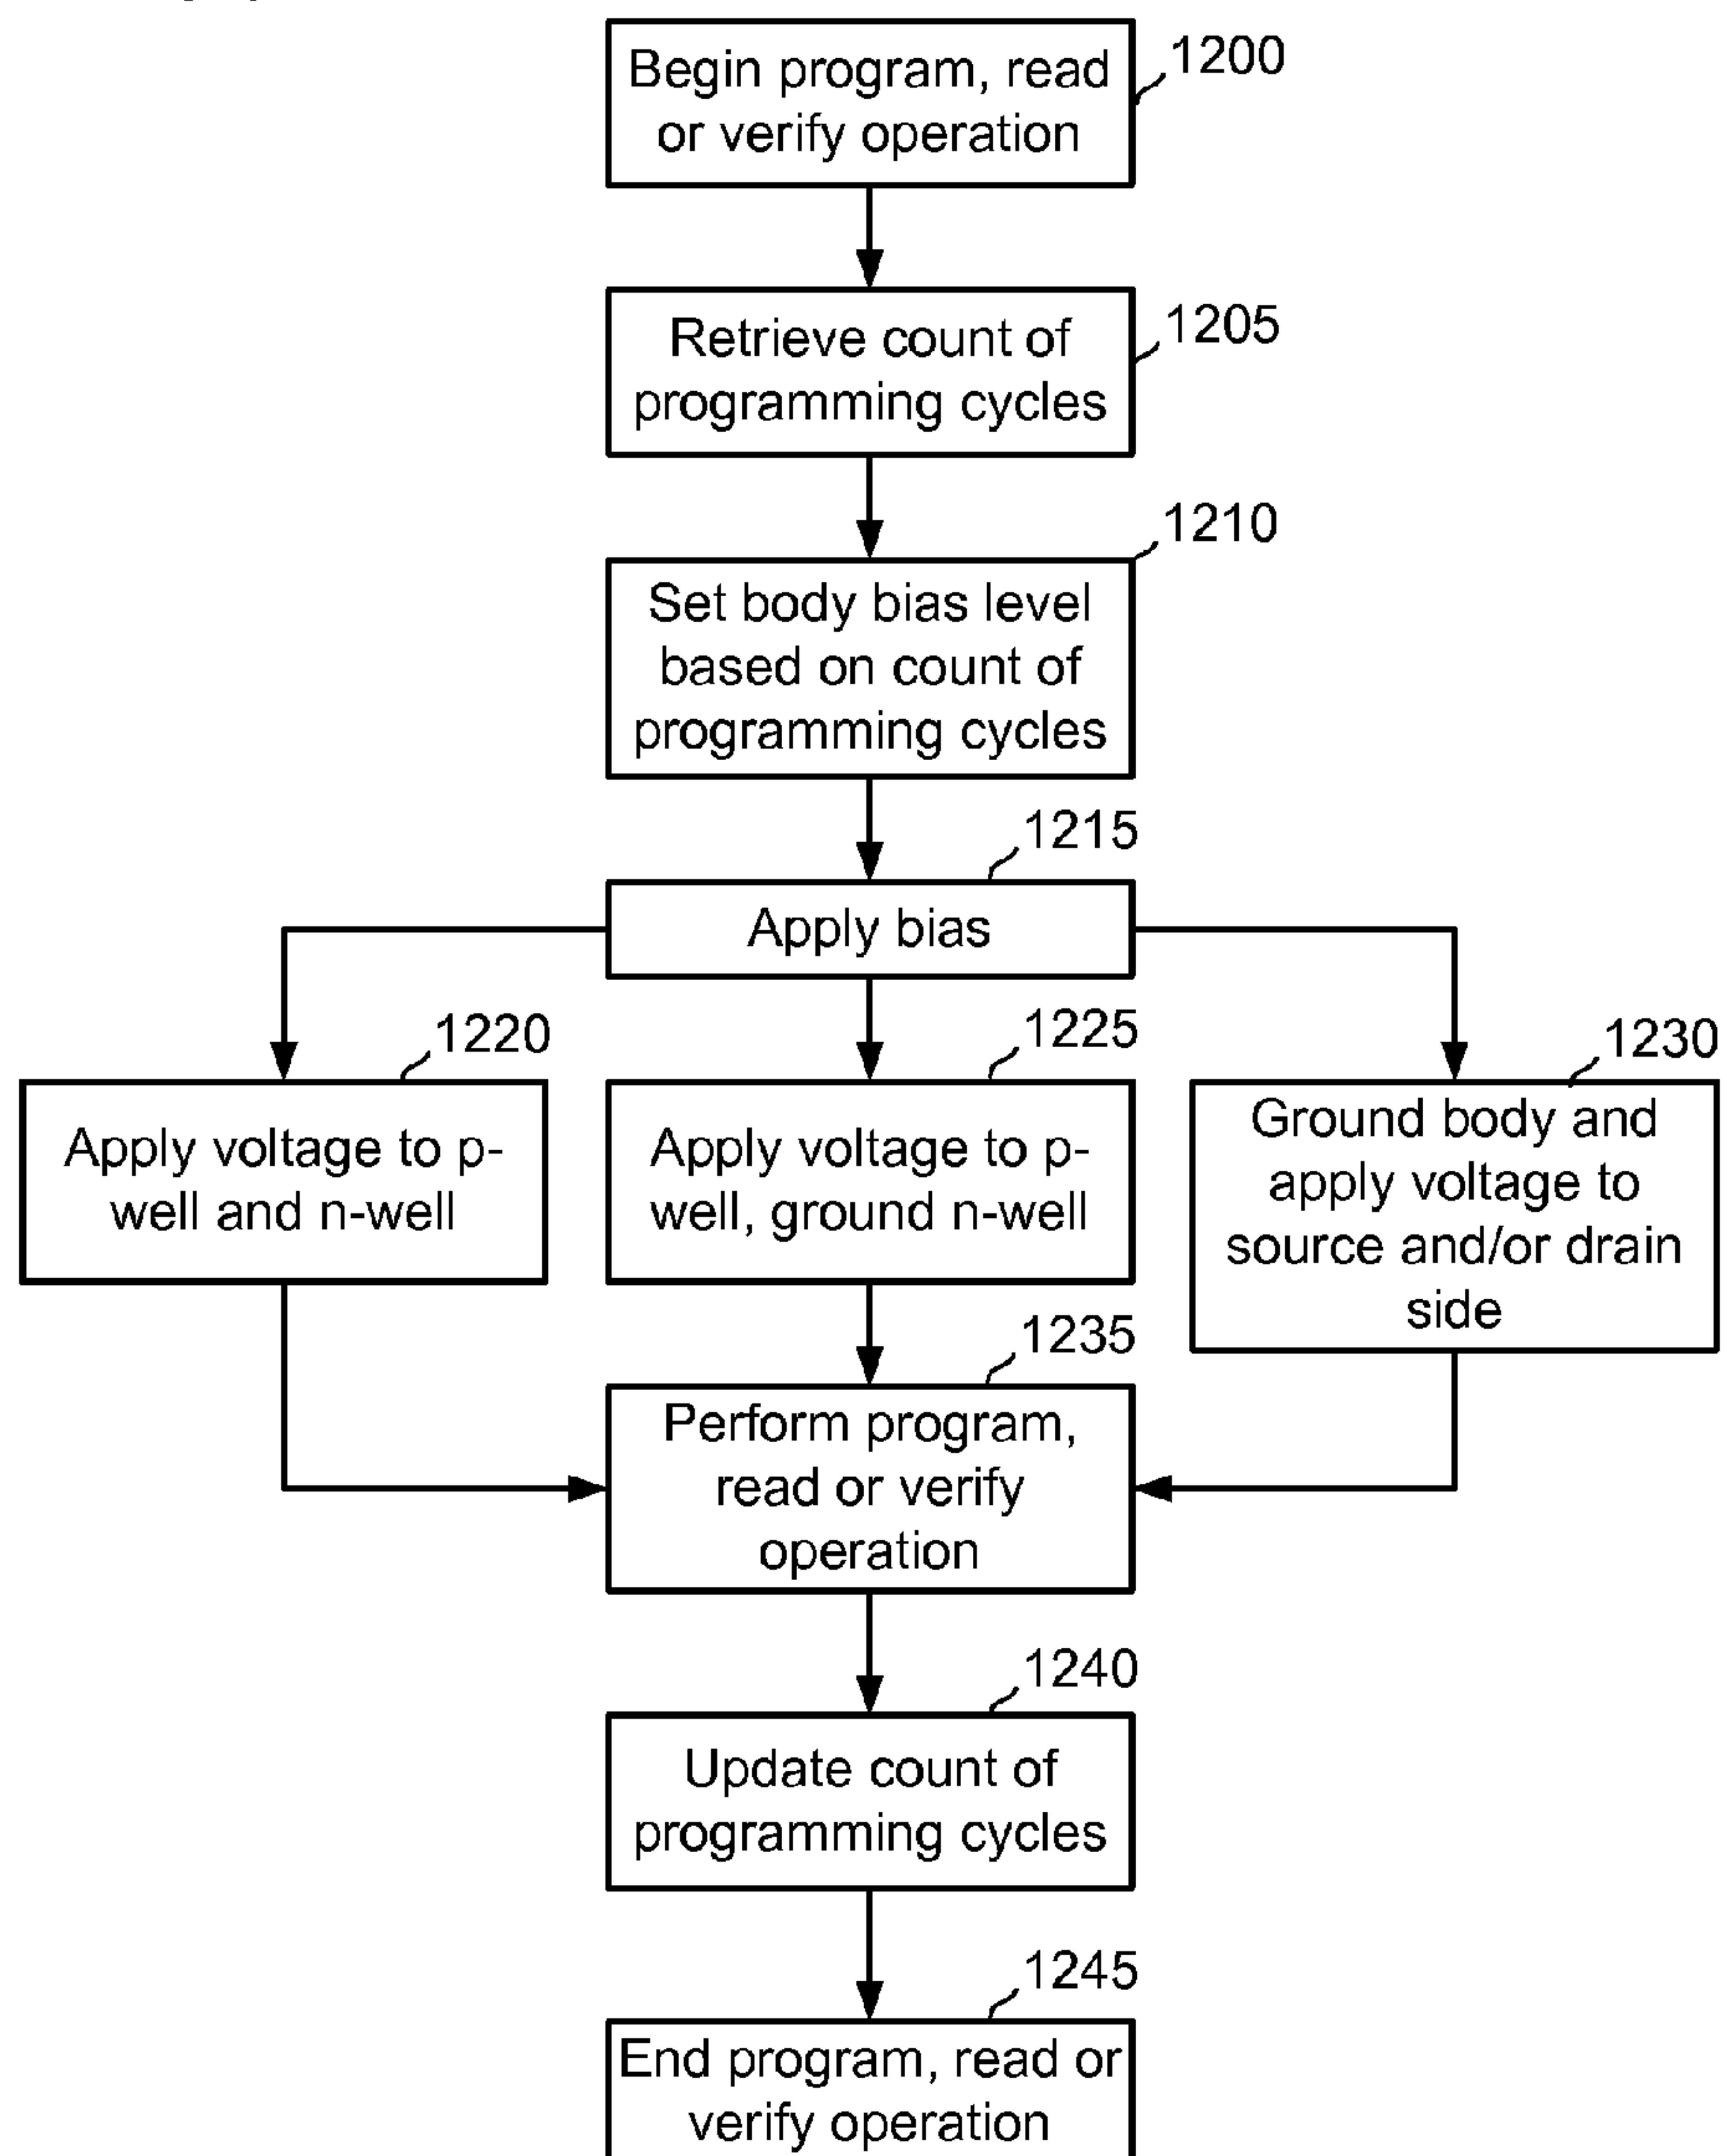 Begin program, read
or verify operation
1200
Retrieve count of
programming cycles
1205
1210
Set body bias level
based on count of
programming cycles
1215
Apply bias
1220
1225
1230
Apply voltage to p-
well and n-well
Apply voltage to p-
well, ground n-well
Ground body and
apply voltage to
source and/or drain
side
1235
Perform program,
read or verify
operation
1240
Update count of
programming cycles
1245
End program, read or
verify operation